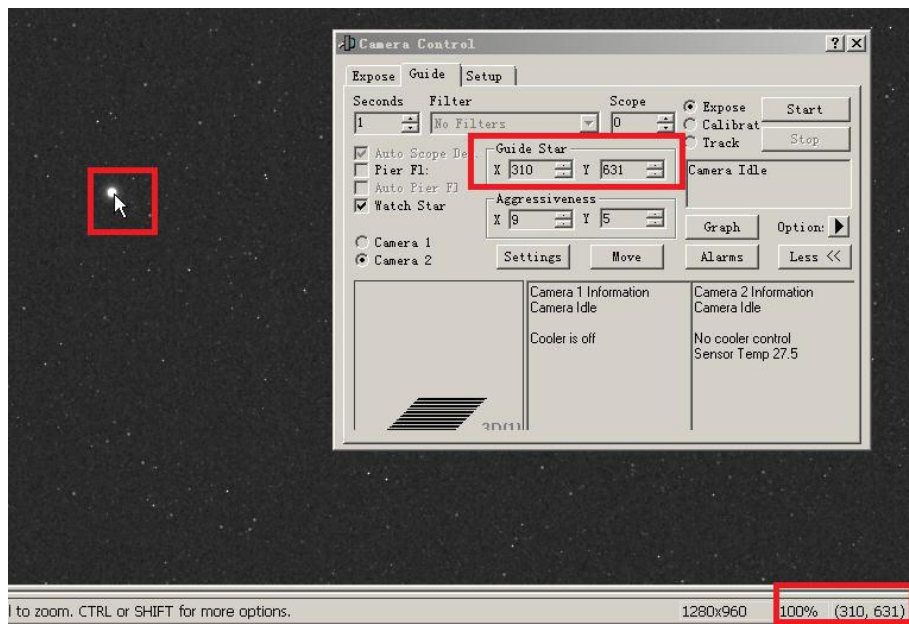 Camera Control
Expose Guide Setup
Seconds Filter Scope
1 No Filters 0
Expose Start
Calibrat
Track Stop
Auto Scope De
Pier Fl:
Auto Pier Fl
Watch Star
Guide Star
X 310 Y 631
Camera Idle
Aggressiveness
X 9 Y 5
Graph Option:
Camera 1
Camera 2
Settings Move Alarms Less <<
Camera 1 Information
Camera Idle
Cooler is off
Camera 2 Information
Camera Idle
No cooler control
Sensor Temp 27.5
3D(1)
l to zoom. CTRL or SHIFT for more options. 1280x960 100% (310, 631)